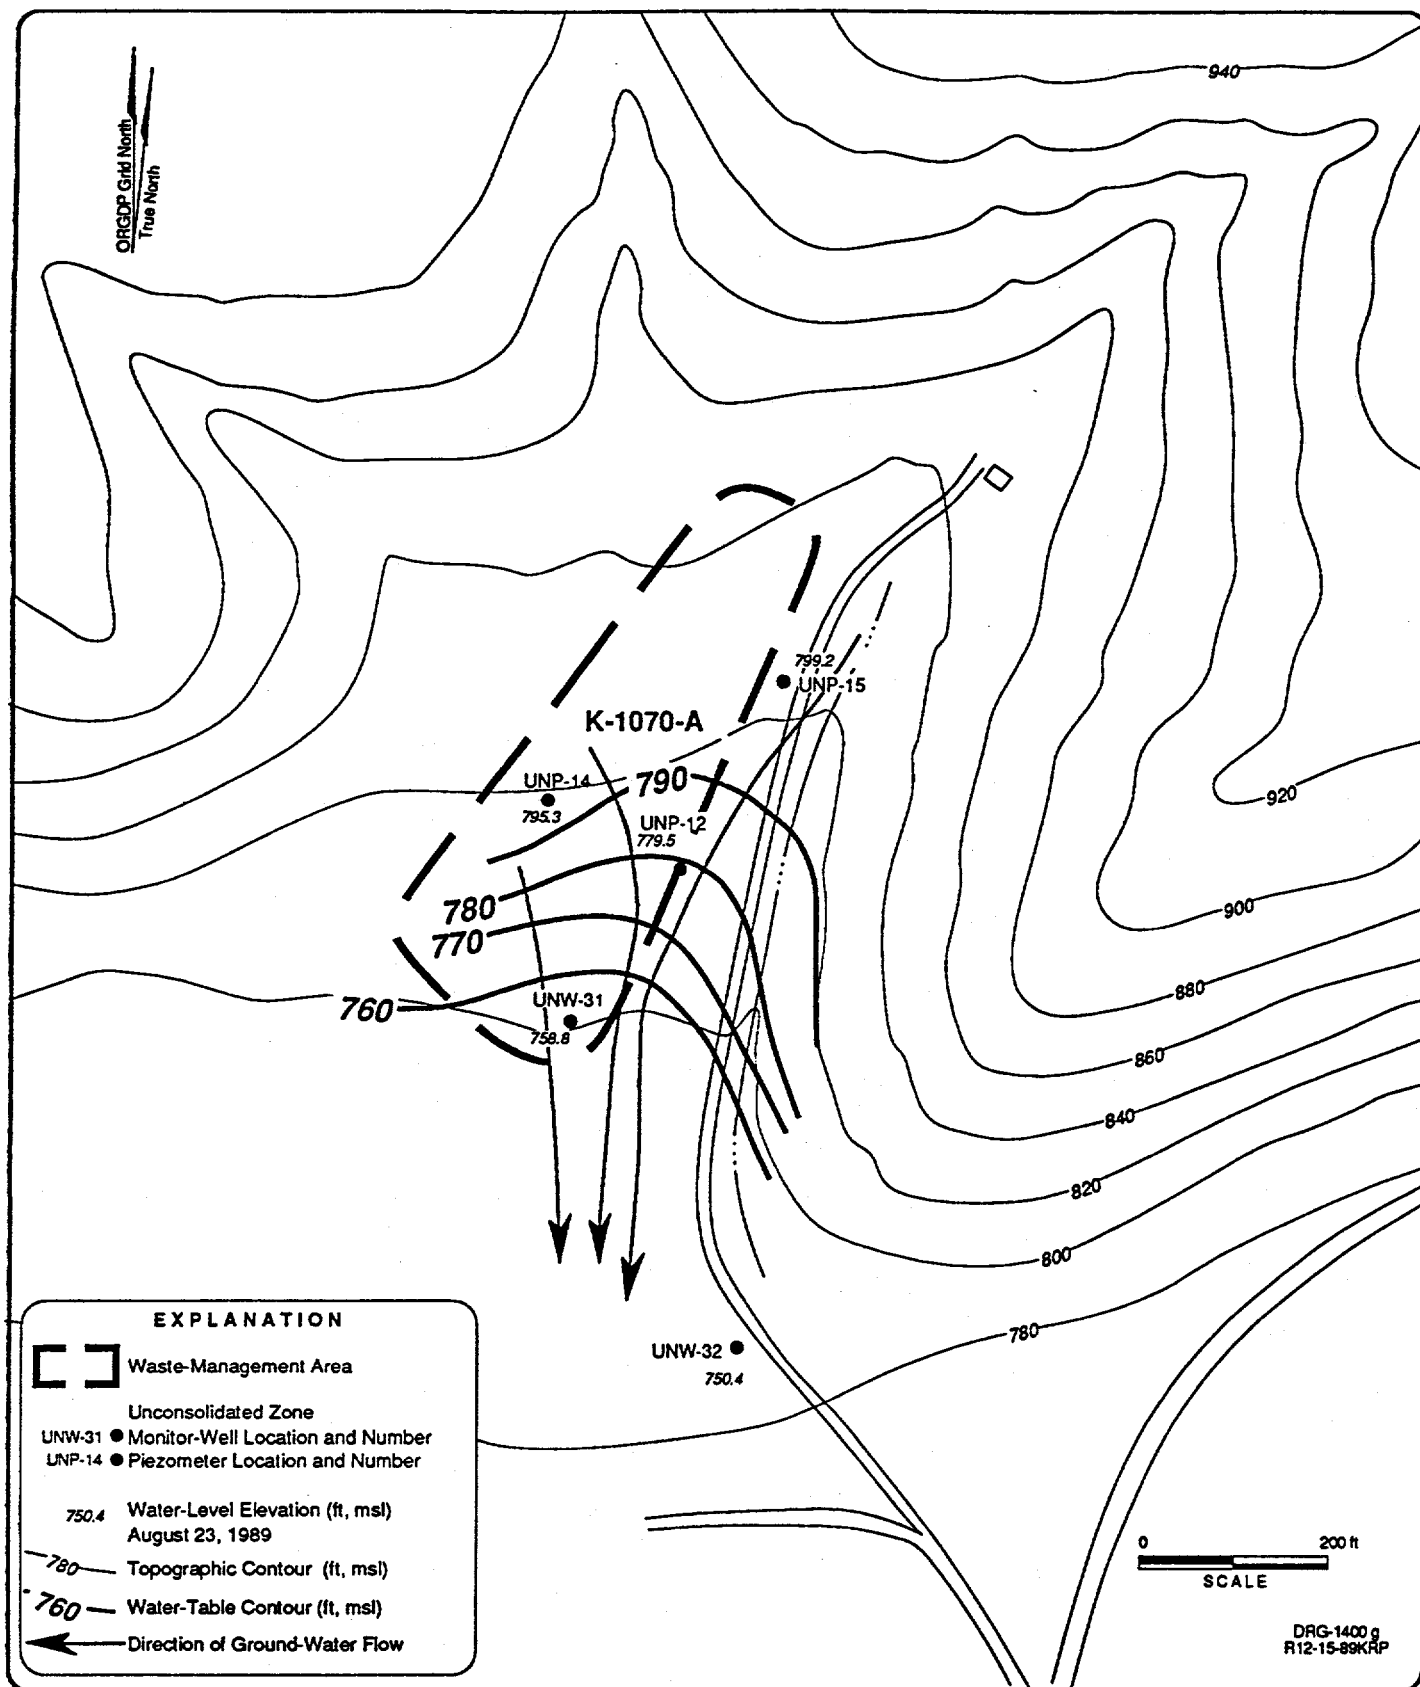 940
ORGDP Grid North
True North
799.2
UNP-15
K-1070-A
UNP-14
795.3
790
UNP-12
779.5
920
780
770
900
760
UNW-31
758.8
880
860
840
820
800
780
UNW-32
750.4
EXPLANATION
Waste-Management Area
Unconsolidated Zone
UNW-31 Monitor-Well Location and Number
UNP-14 Piezometer Location and Number
750.4 Water-Level Elevation (ft, msl)
August 23, 1989
780 Topographic Contour (ft, msl)
760 Water-Table Contour (ft, msl)
Direction of Ground-Water Flow
0 200 ft
SCALE
DRG-1400 g
R12-15-89KRP